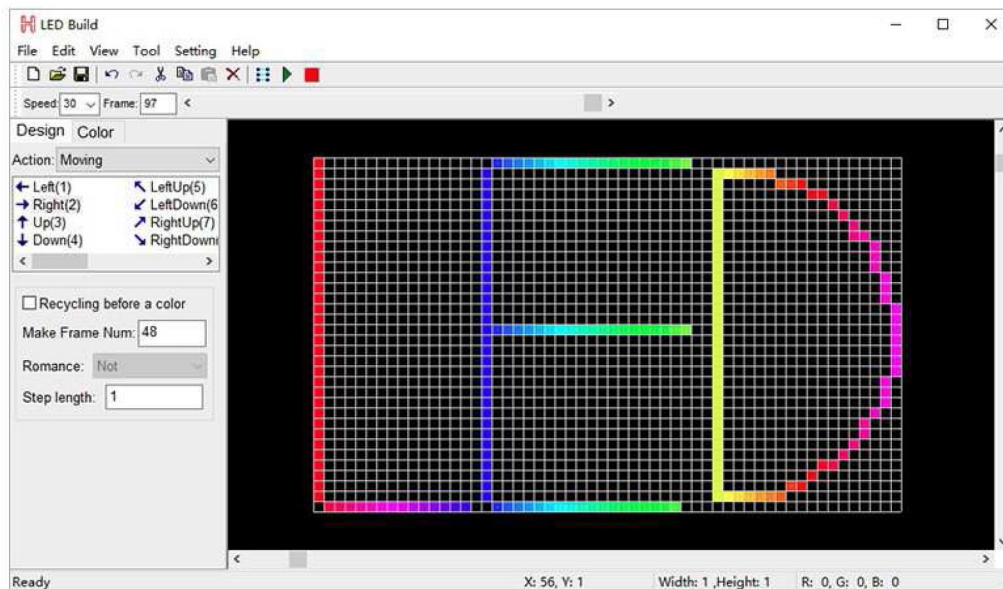 LED Build
File Edit View Tool Setting Help
Speed: 30 Frame: 97
Design Color
Action: Moving
Left(1) LeftUp(5)
Right(2) LeftDown(6
Up(3) RightUp(7)
Down(4) RightDown
Recycling before a color
Make Frame Num: 48
Romance: Not
Step length: 1
LED
Ready X: 56, Y: 1 Width: 1 ,Height: 1 R: 0, G: 0, B: 0